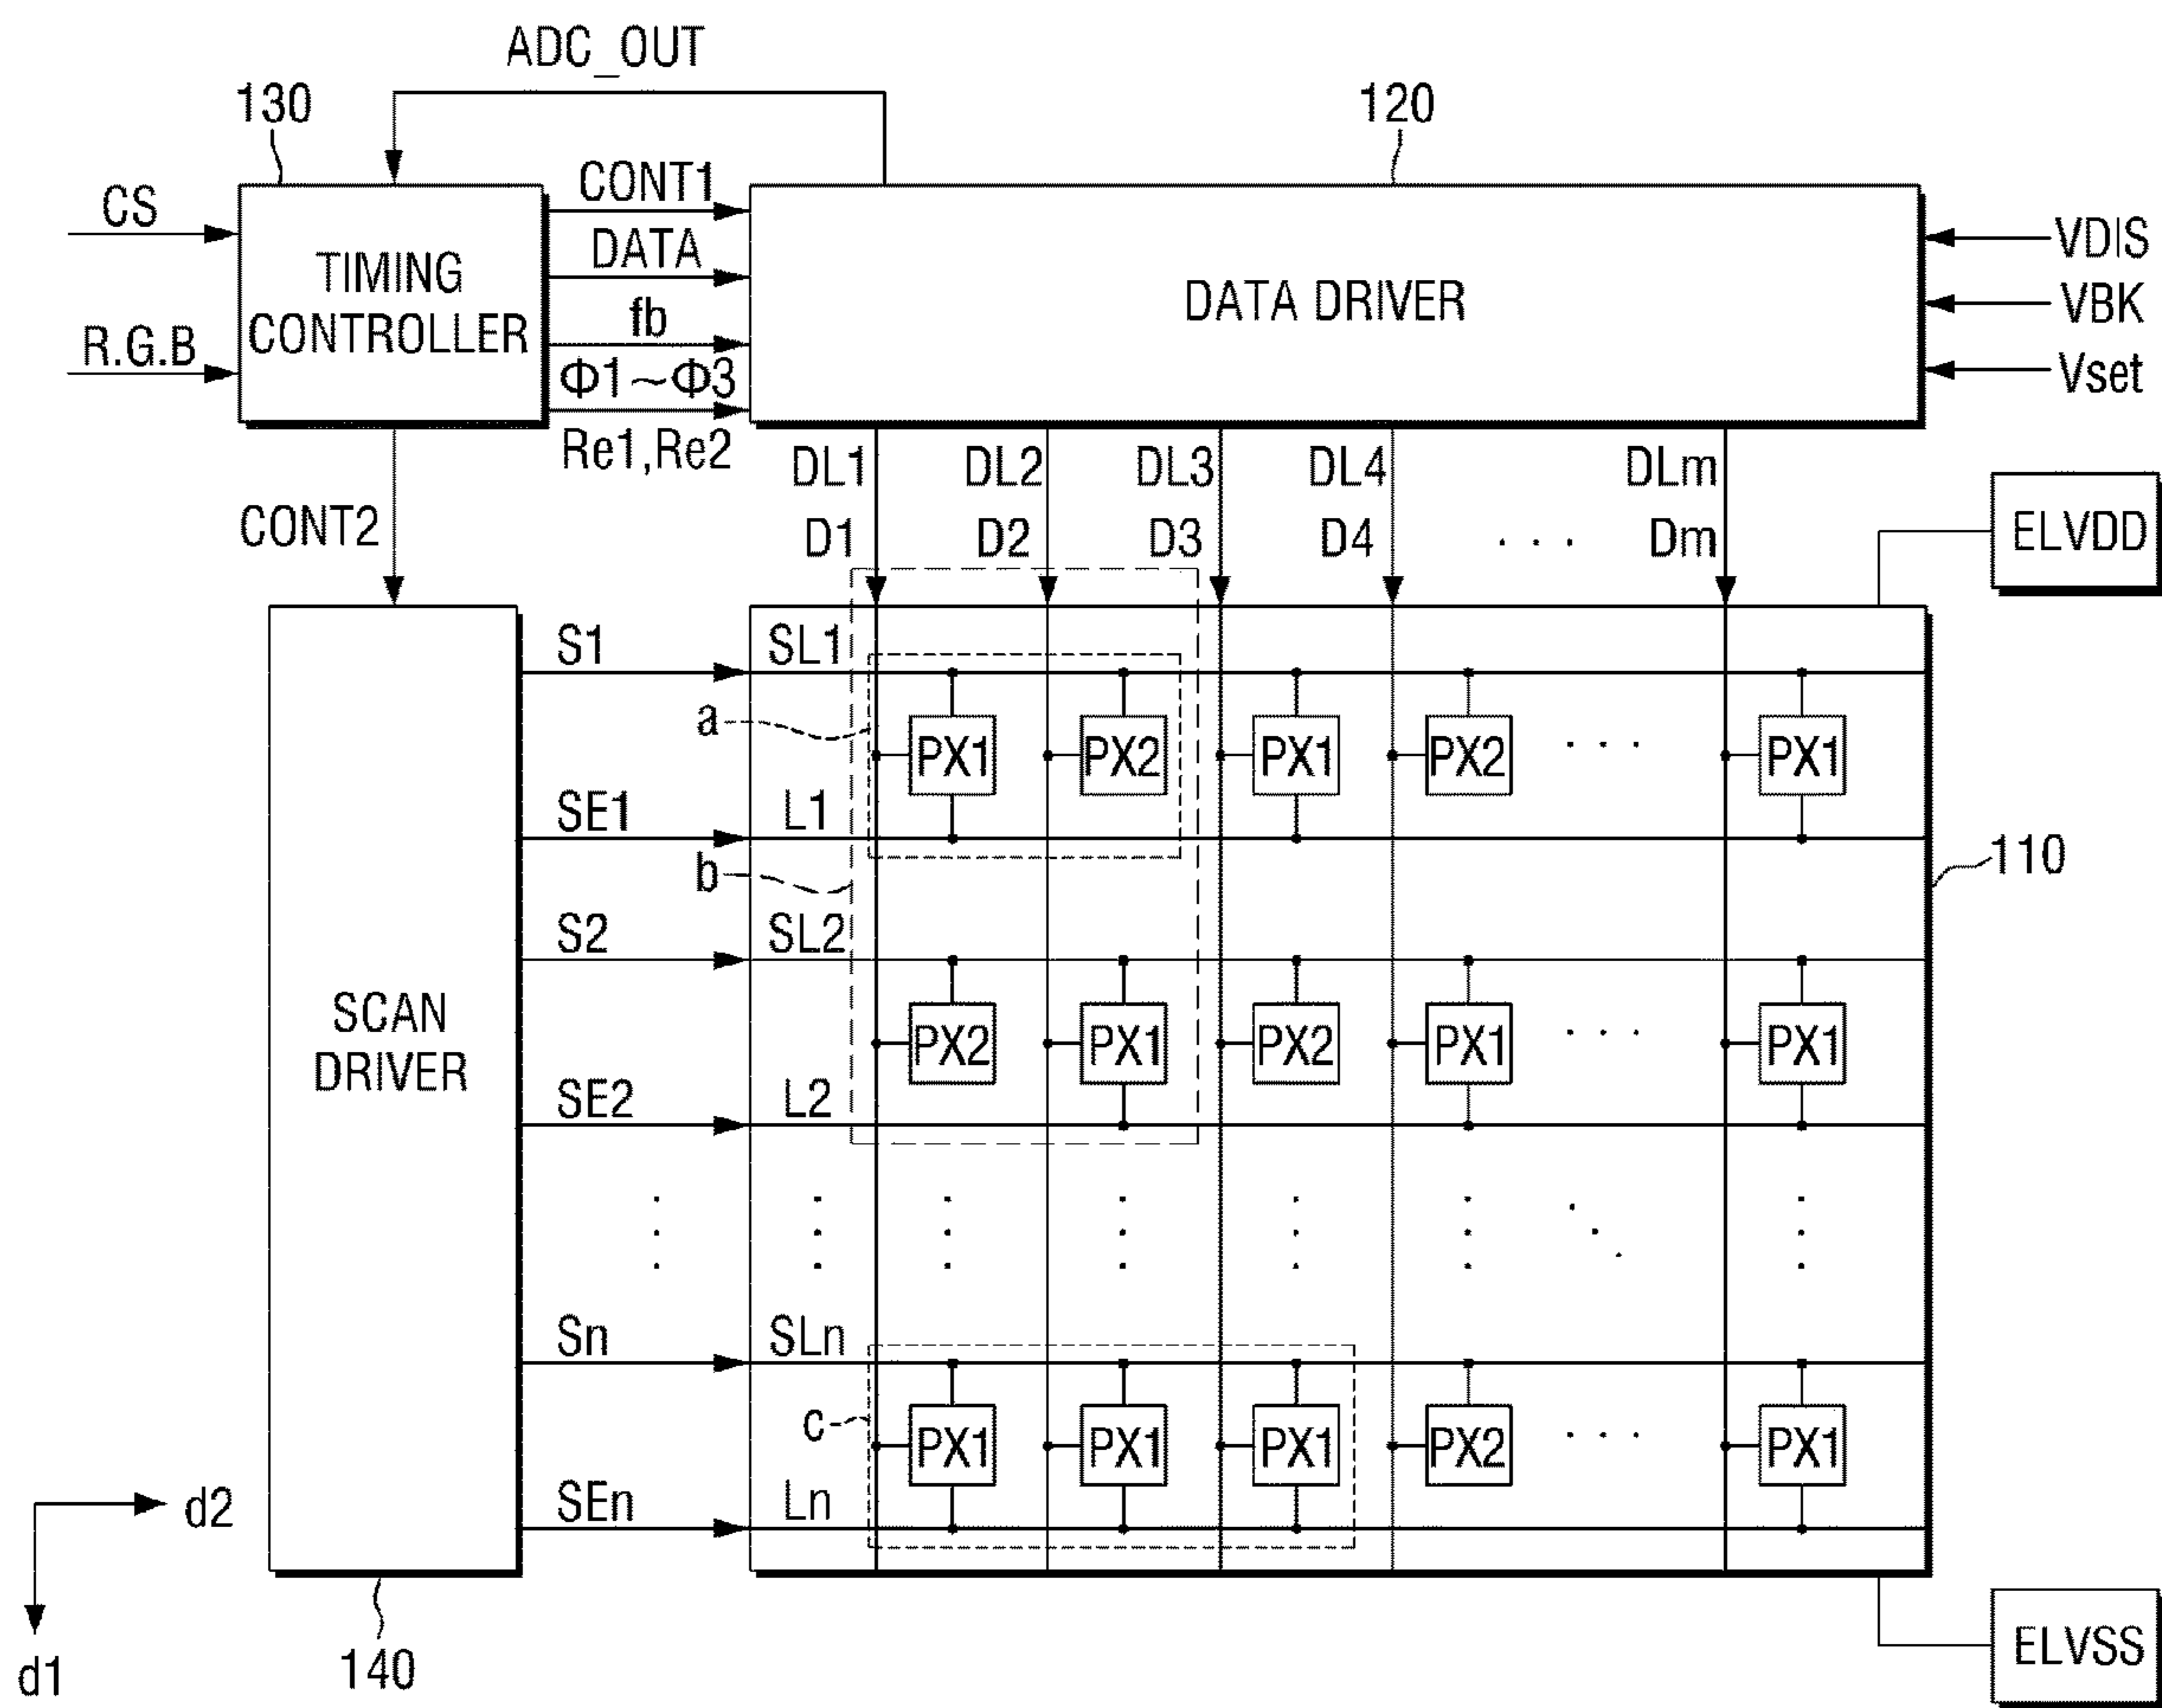 ADC_OUT
130
120
CS
R.G.B
TIMING
CONTROLLER
CONT1
DATA
fb
Φ1~Φ3
Re1,Re2
DATA DRIVER
VDIS
VBK
Vset
CONT2
DL1 DL2 DL3 DL4 DLm
D1 D2 D3 D4 . . . Dm
ELVDD
S1 SL1
a
PX1 PX2 PX1 PX2 . . . PX1
SE1 L1
110
b
S2 SL2
SCAN
DRIVER
PX2 PX1 PX2 PX1 . . . PX1
SE2 L2
Sn SLn
c
PX1 PX1 PX1 PX2 . . . PX1
SEn Ln
d2
d1
140
ELVSS